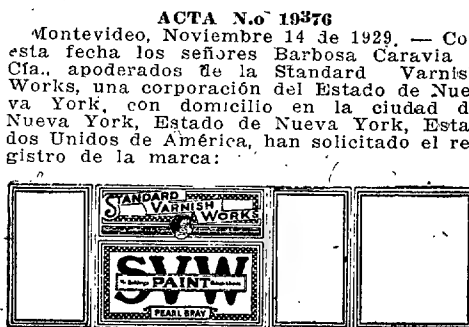 ACTA N.o 19376
Montevideo, Noviembre 14 de 1929. — Co
esta fecha los señores Barbosa Caravia
Cía., apoderados de la Standard Varnis
Works, una corporación del Estado de Nue
va York, con domicilio en la ciudad d
Nueva York, Estado de Nueva York, Esta
dos Unidos de América, han solicitado el re
gistro de la marca:
STANDARD
VARNISH
WORKS
SVW
PAINT
PEARL GRAY